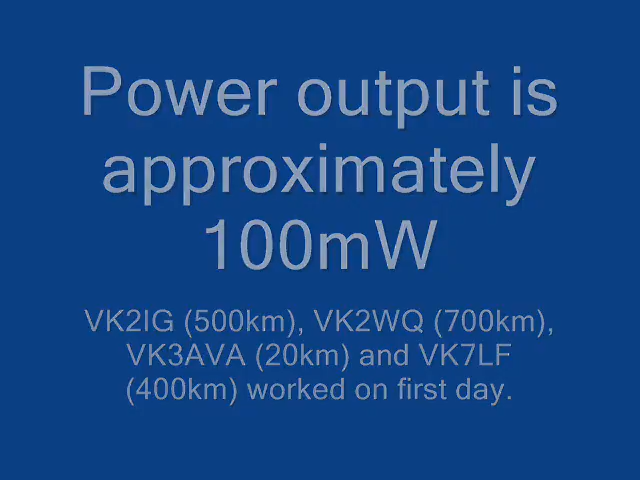 Power output is
approximately
100mW
VK2IG (500km), VK2WQ (700km),
VK3AVA (20km) and VK7LF
(400km) worked on first day.